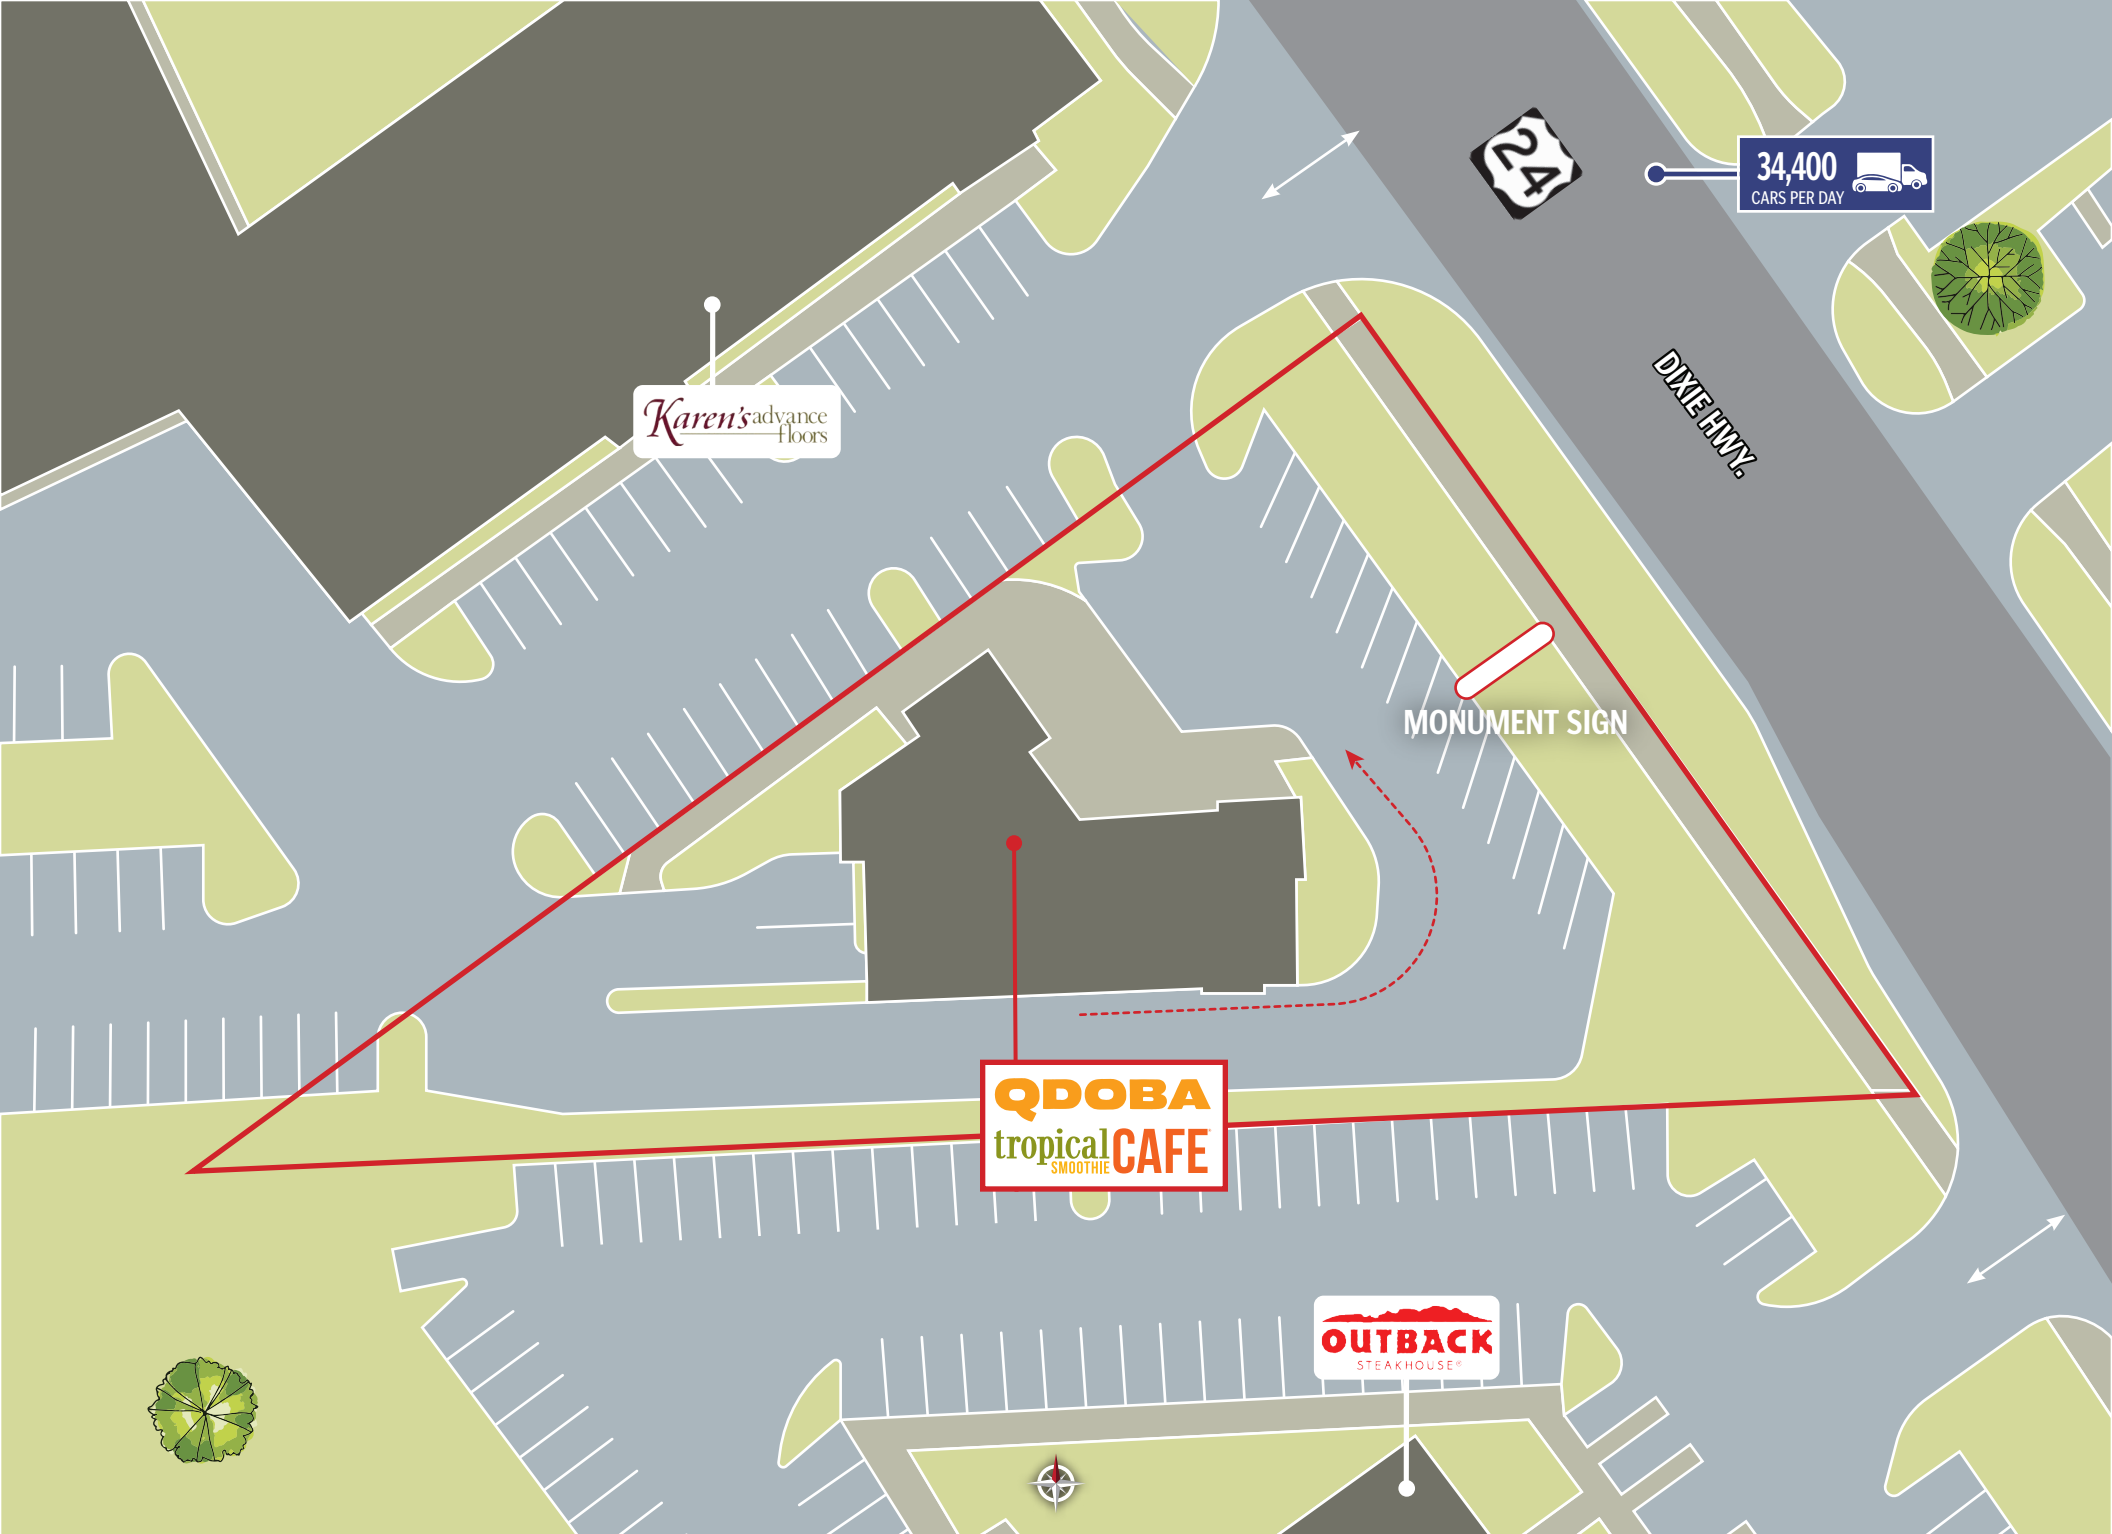 24
34,400
CARS PER DAY
DIXIE HWY.
Karen's advance
floors
MONUMENT SIGN
QDOBA
tropical CAFE
SMOOTHIE
OUTBACK
STEAKHOUSE®